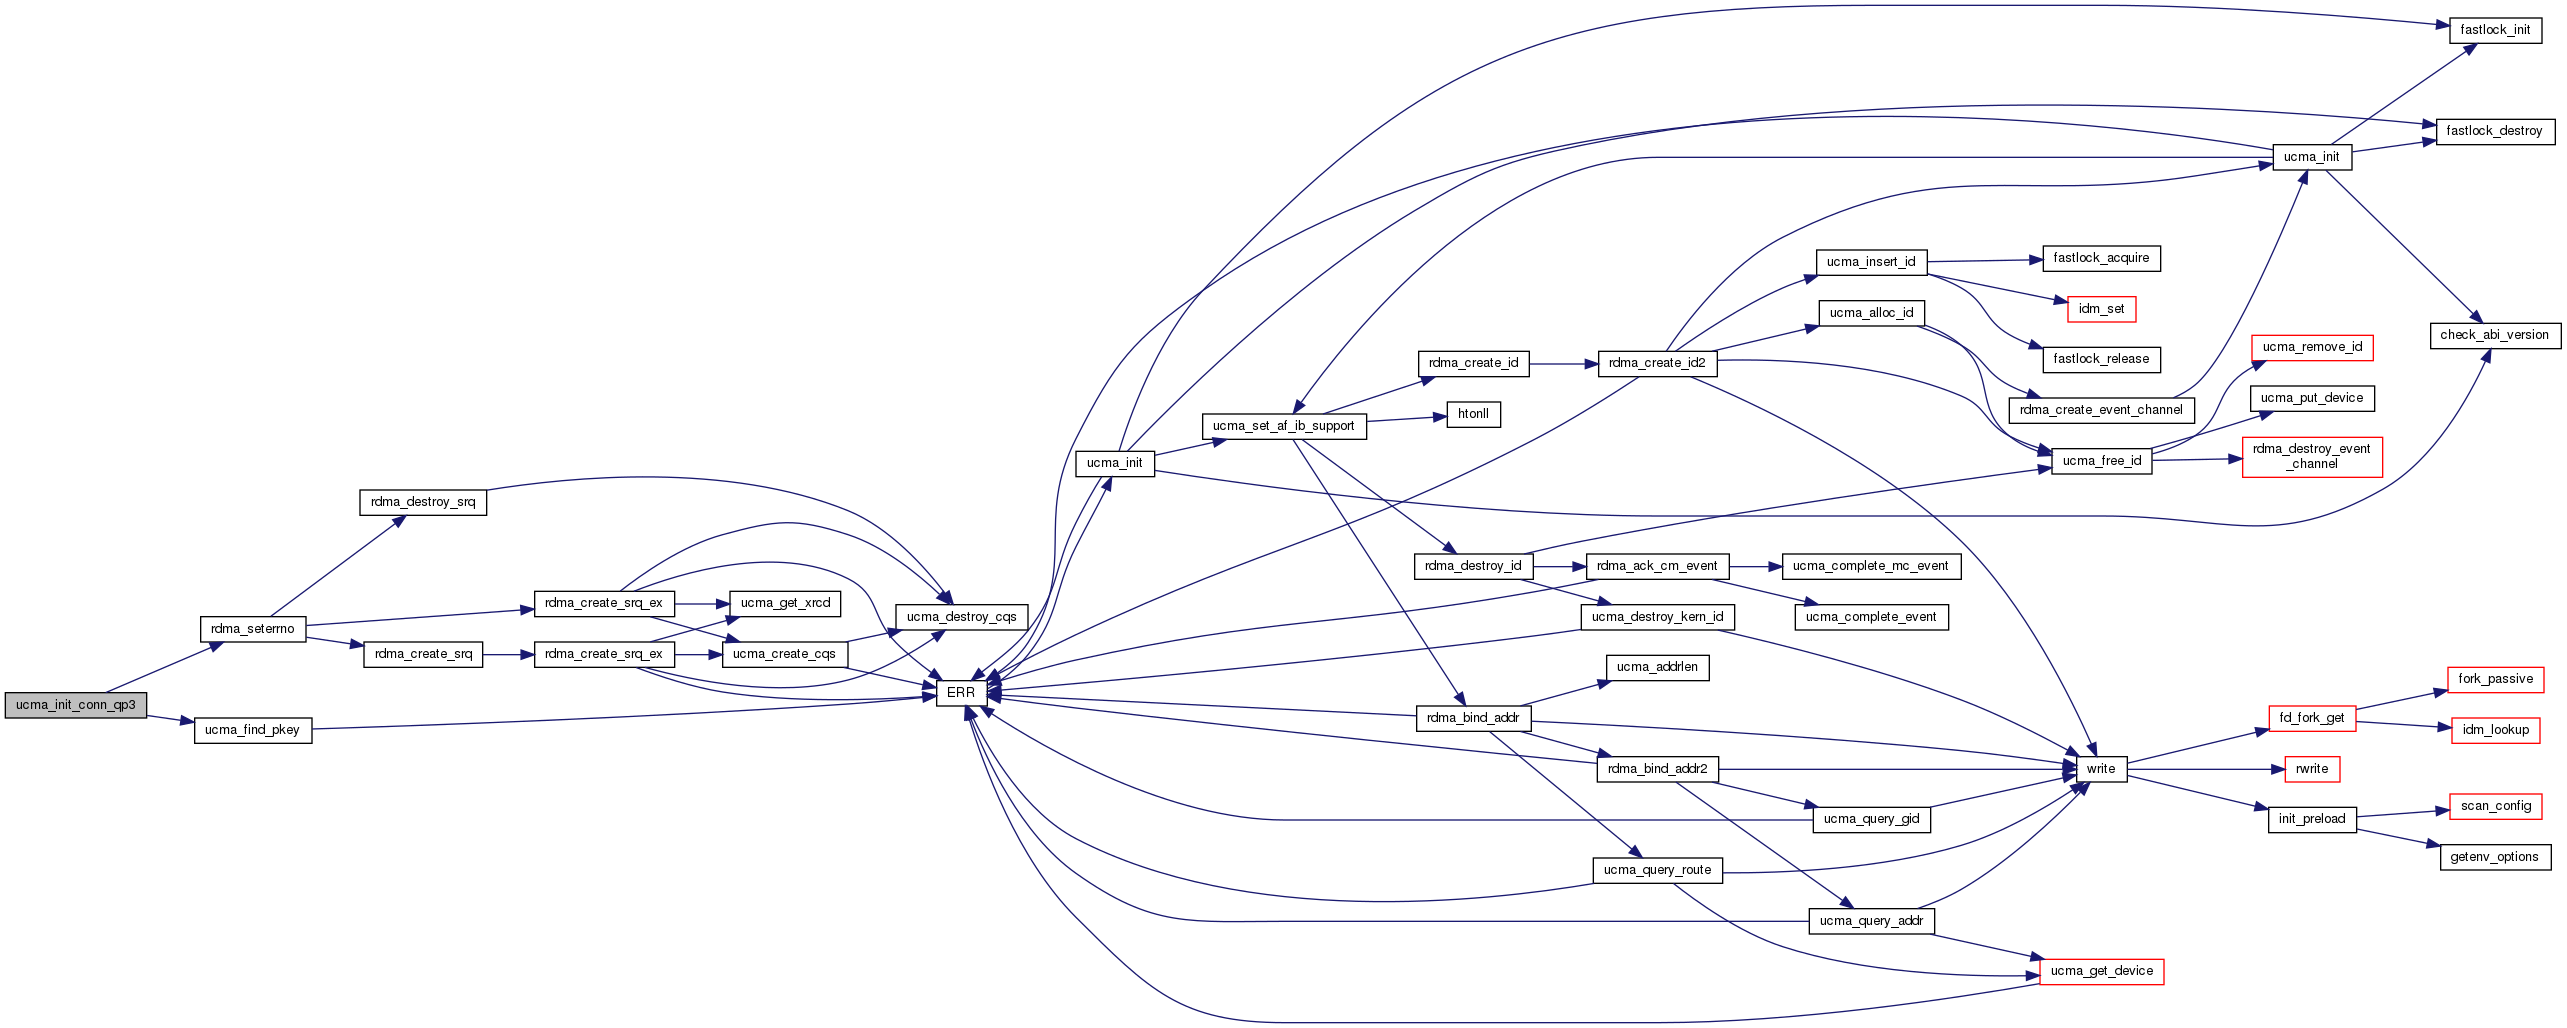 fastlock_init
fastlock_destroy
ucma_init
ucma_insert_id
fastlock_acquire
idm_set
ucma_alloc_id
check_abi_version
ucma_remove_id
fastlock_release
rdma_create_id
rdma_create_id2
ucma_put_device
rdma_create_event_channel
htonll
ucma_set_af_ib_support
rdma_destroy_event
_channel
ucma_free_id
ucma_init
rdma_destroy_srq
rdma_destroy_id
rdma_ack_cm_event
ucma_complete_mc_event
rdma_create_srq_ex
ucma_get_xrcd
ucma_destroy_cqs
ucma_destroy_kern_id
ucma_complete_event
rdma_seterrno
rdma_create_srq
rdma_create_srq_ex
ucma_create_cqs
ucma_addrlen
fork_passive
ERR
ucma_init_conn_qp3
rdma_bind_addr
fd_fork_get
ucma_find_pkey
idm_lookup
rdma_bind_addr2
write
rwrite
scan_config
ucma_query_gid
init_preload
getenv_options
ucma_query_route
ucma_query_addr
ucma_get_device